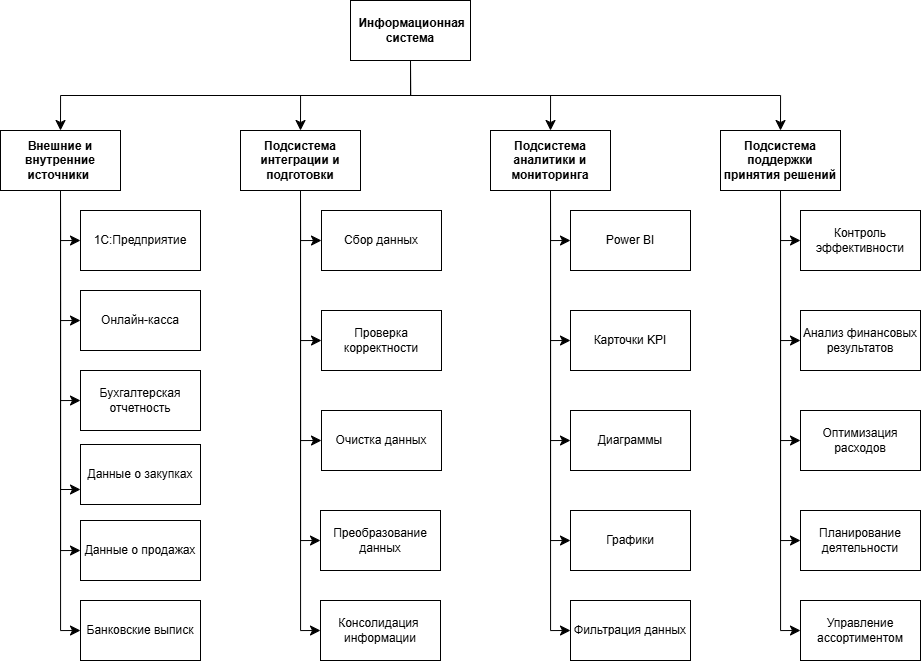 Информационная
система
Внешние и
внутренние
источники
1С:Предприятие
Онлайн-касса
Бухгалтерская
отчетность
Данные о закупках
Данные о продажах
Банковские выписк
Подсистема
интеграции и
подготовки
Сбор данных
Проверка
корректности
Очистка данных
Преобразование
данных
Консолидация
информации
Подсистема
аналитики и
мониторинга
Power BI
Карточки KPI
Диаграммы
Графики
Фильтрация данных
Подсистема
поддержки
принятия решений
Контроль
эффективности
Анализ финансовых
результатов
Оптимизация
расходов
Планирование
деятельности
Управление
ассортиментом